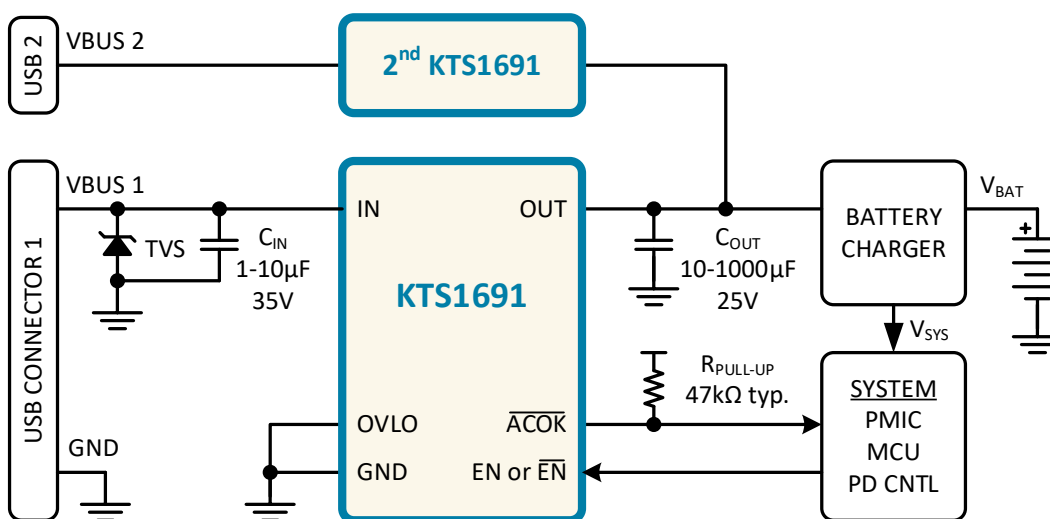 USB 2
VBUS 2
2nd KTS1691
USB CONNECTOR 1
VBUS 1
TVS
CIN
1-10µF
35V
GND
IN
OUT
KTS1691
OVLO
GND
ACOK
EN or EN
COUT
10-1000µF
25V
RPULL-UP
47kΩ typ.
BATTERY
CHARGER
VBAT
+
VSYS
SYSTEM
PMIC
MCU
PD CNTL